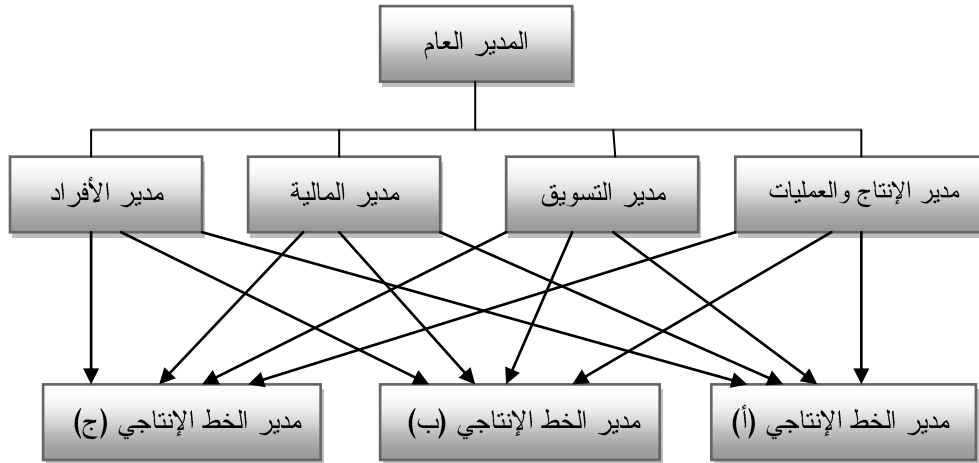 المدير العام
مدير الإنتاج والعمليات
مدير التسويق
مدير المالية
مدير الأفراد
مدير الخط الإنتاجي (أ)
مدير الخط الإنتاجي (ب)
مدير الخط الإنتاجي (ج)